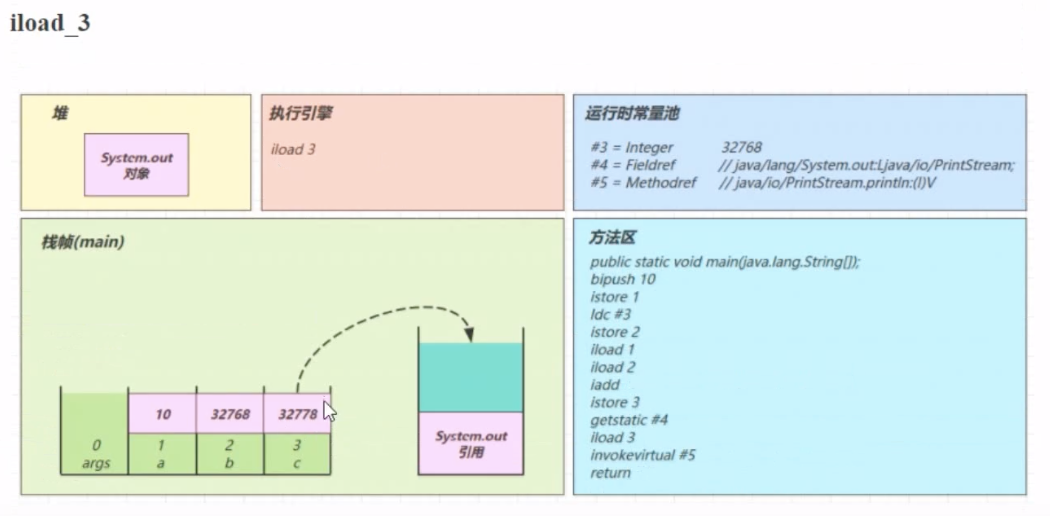 iload_3
堆
System.out
对象
执行引擎
iload 3
运行时常量池
#3 = Integer 32768
#4 = Fieldref // java/lang/System.out:Ljava/io/PrintStream;
#5 = Methodref // java/io/PrintStream.println:(I)V
栈帧(main)
10 32768 32778
0 1 2 3
args a b c
System.out
引用
方法区
public static void main(java.lang.String[]);
bipush 10
istore 1
ldc #3
istore 2
iload 1
iload 2
iadd
istore 3
getstatic #4
iload 3
invokevirtual #5
return